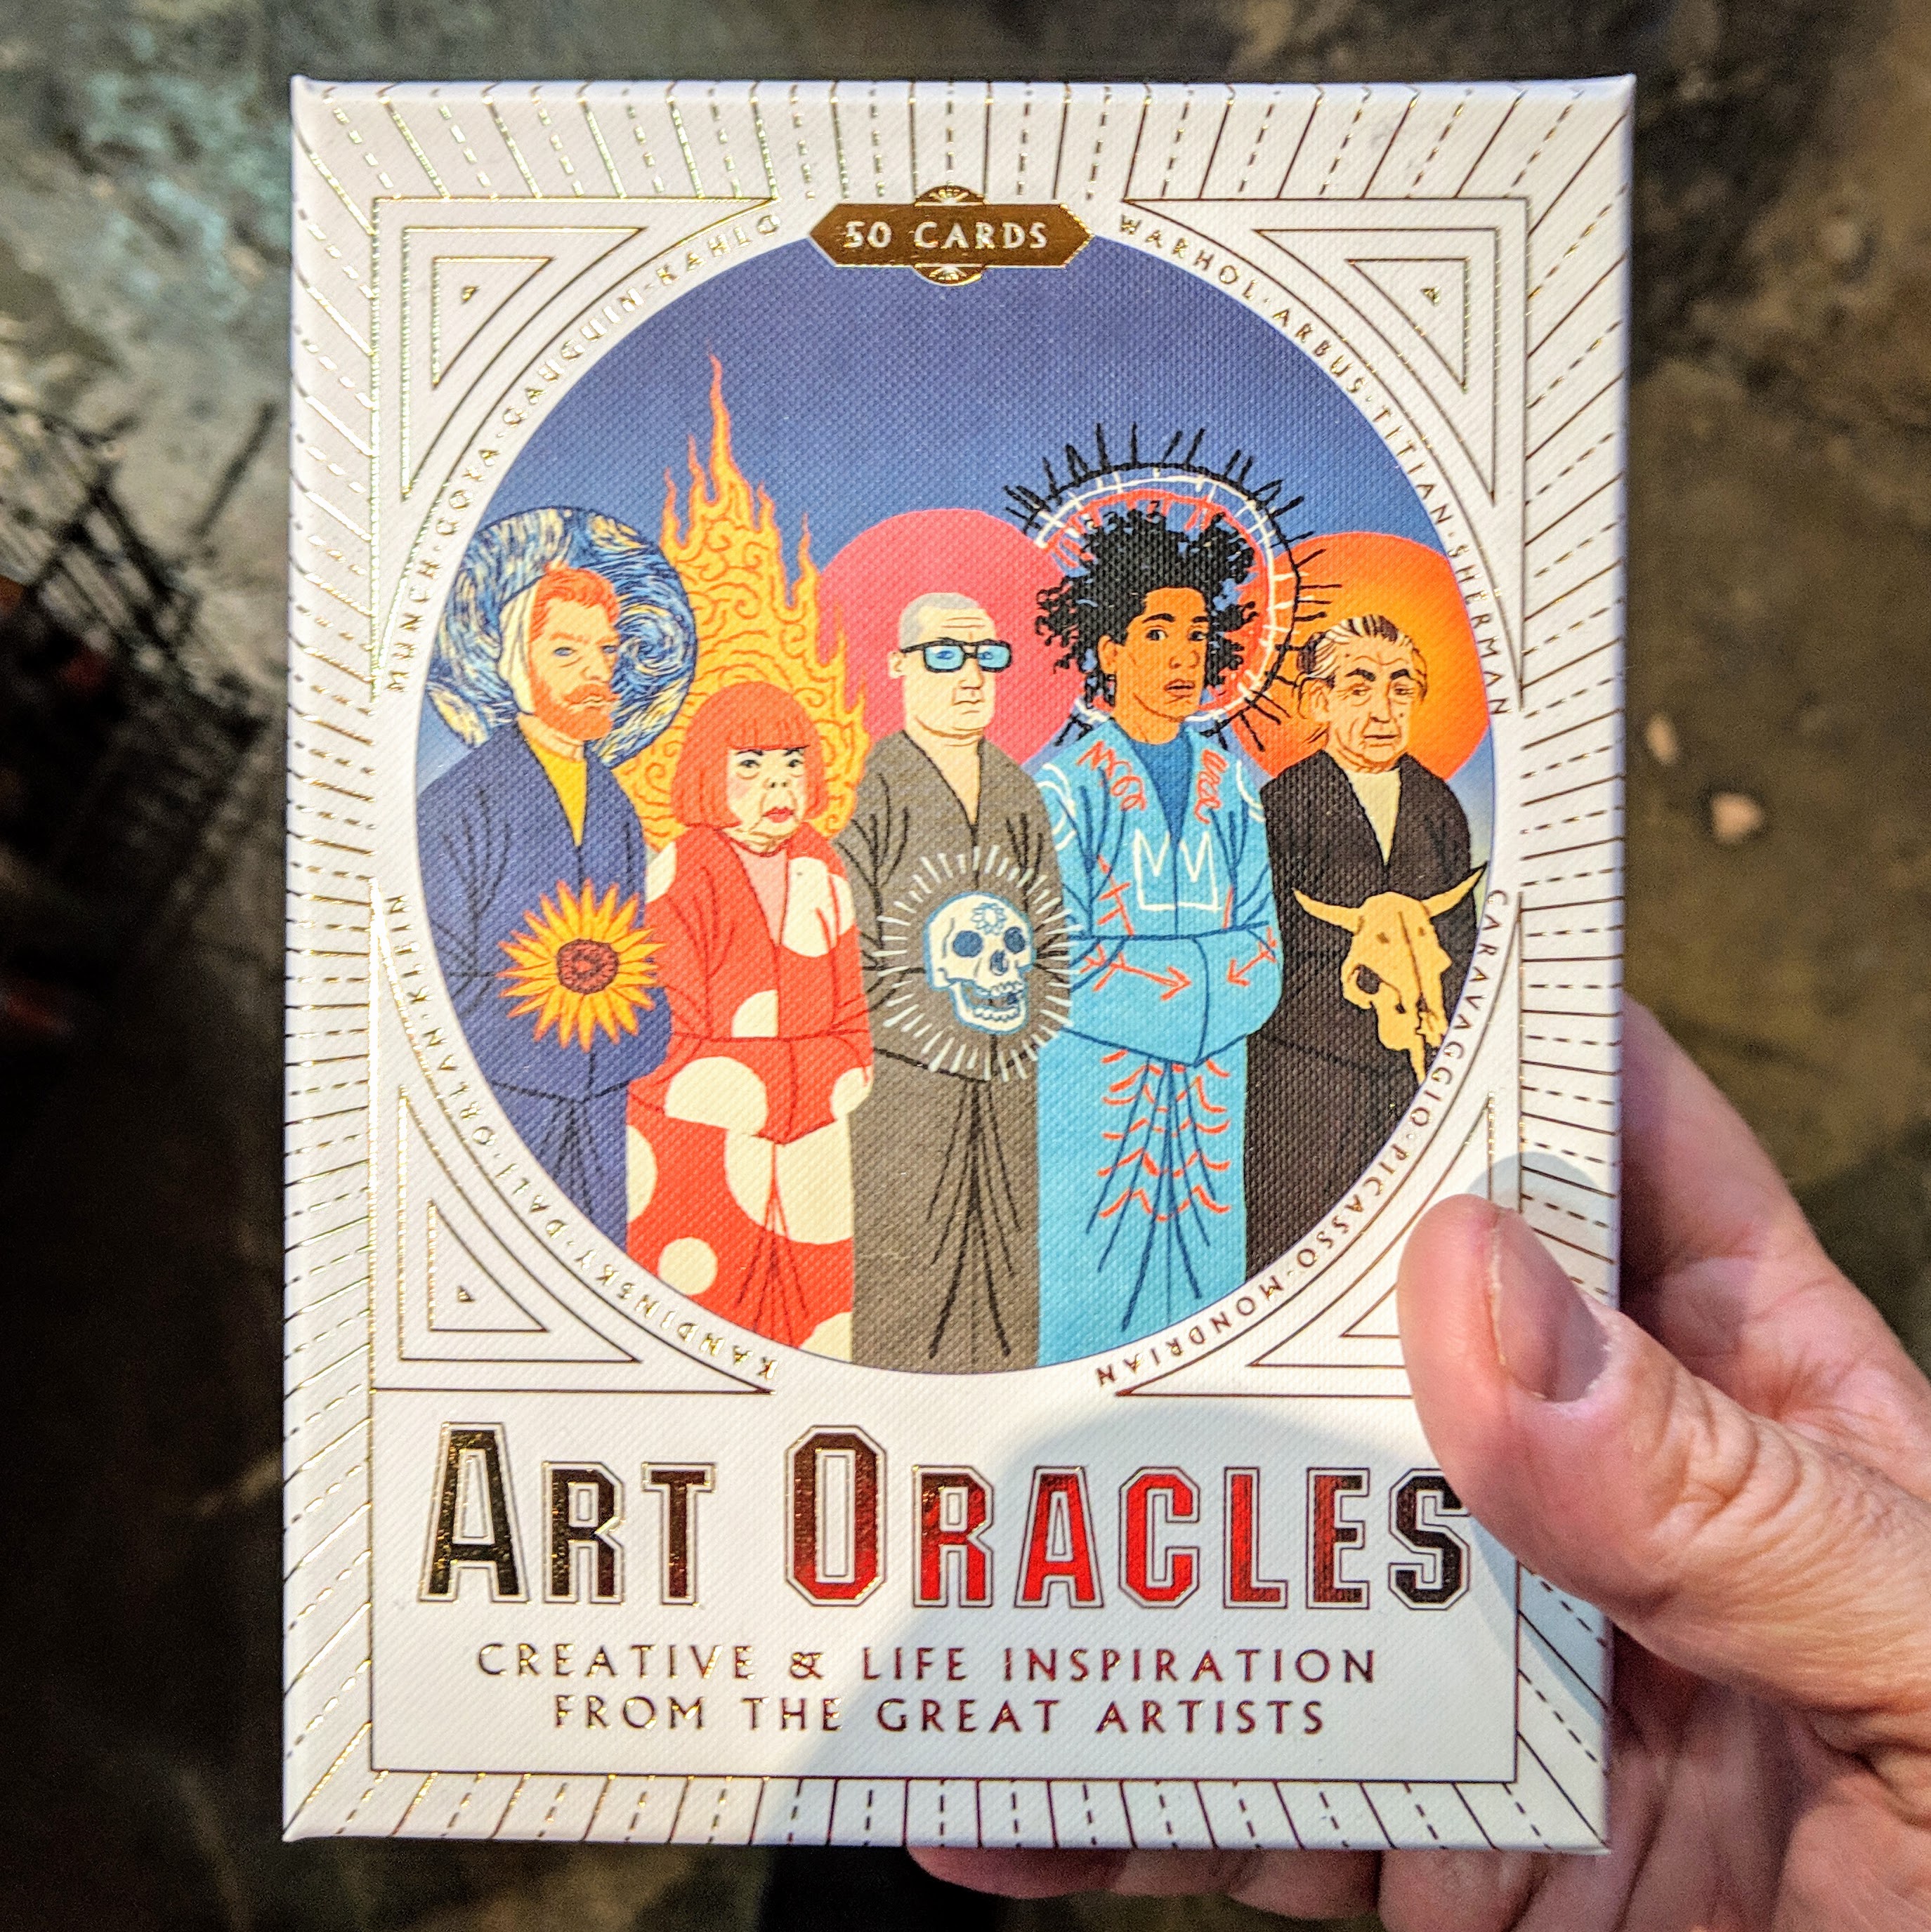 50 CARDS
MUNCH·GOYA·GAUGUIN·KAHLO
WARHOL·ARBUS·TITIAN·SHERMAN
KANDINSKY·DALI·ORLAN·KLEIN
CARAVAGGIO·PICASSO·MONDRIAN
ART ORACLES
CREATIVE & LIFE INSPIRATION
FROM THE GREAT ARTISTS